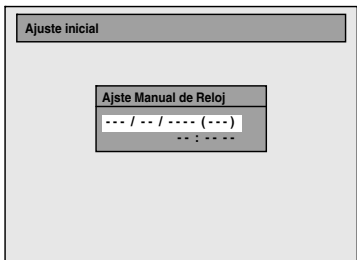 Ajuste inicial
Ajste Manual de Reloj
--- / -- / ---- (---)
-- : -- --